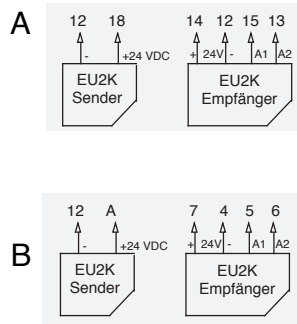 A
12 18
- +24 VDC
EU2K
Sender
14 12 15 13
+ 24V - A1 A2
EU2K
Empfänger
B
12 A
- +24 VDC
EU2K
Sender
7 4 5 6
+ 24V - A1 A2
EU2K
Empfänger